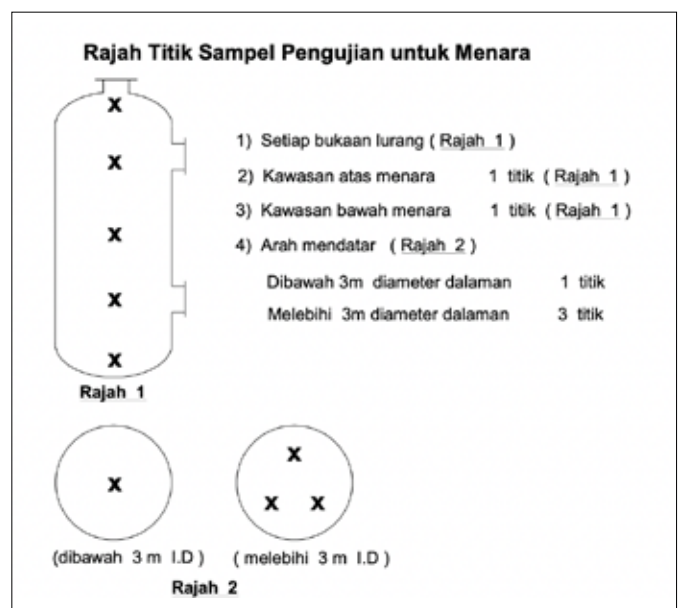 Rajah Titik Sampel Pengujian untuk Menara
X
X
X
X
X
Rajah 1
1) Setiap bukaan lurang ( Rajah 1 )
2) Kawasan atas menara 1 titik ( Rajah 1 )
3) Kawasan bawah menara 1 titik ( Rajah 1 )
4) Arah mendatar ( Rajah 2 )
Dibawah 3m diameter dalaman 1 titik
Melebihi 3m diameter dalaman 3 titik
X
X
X X
(dibawah 3 m I.D ) ( melebihi 3 m I.D )
Rajah 2